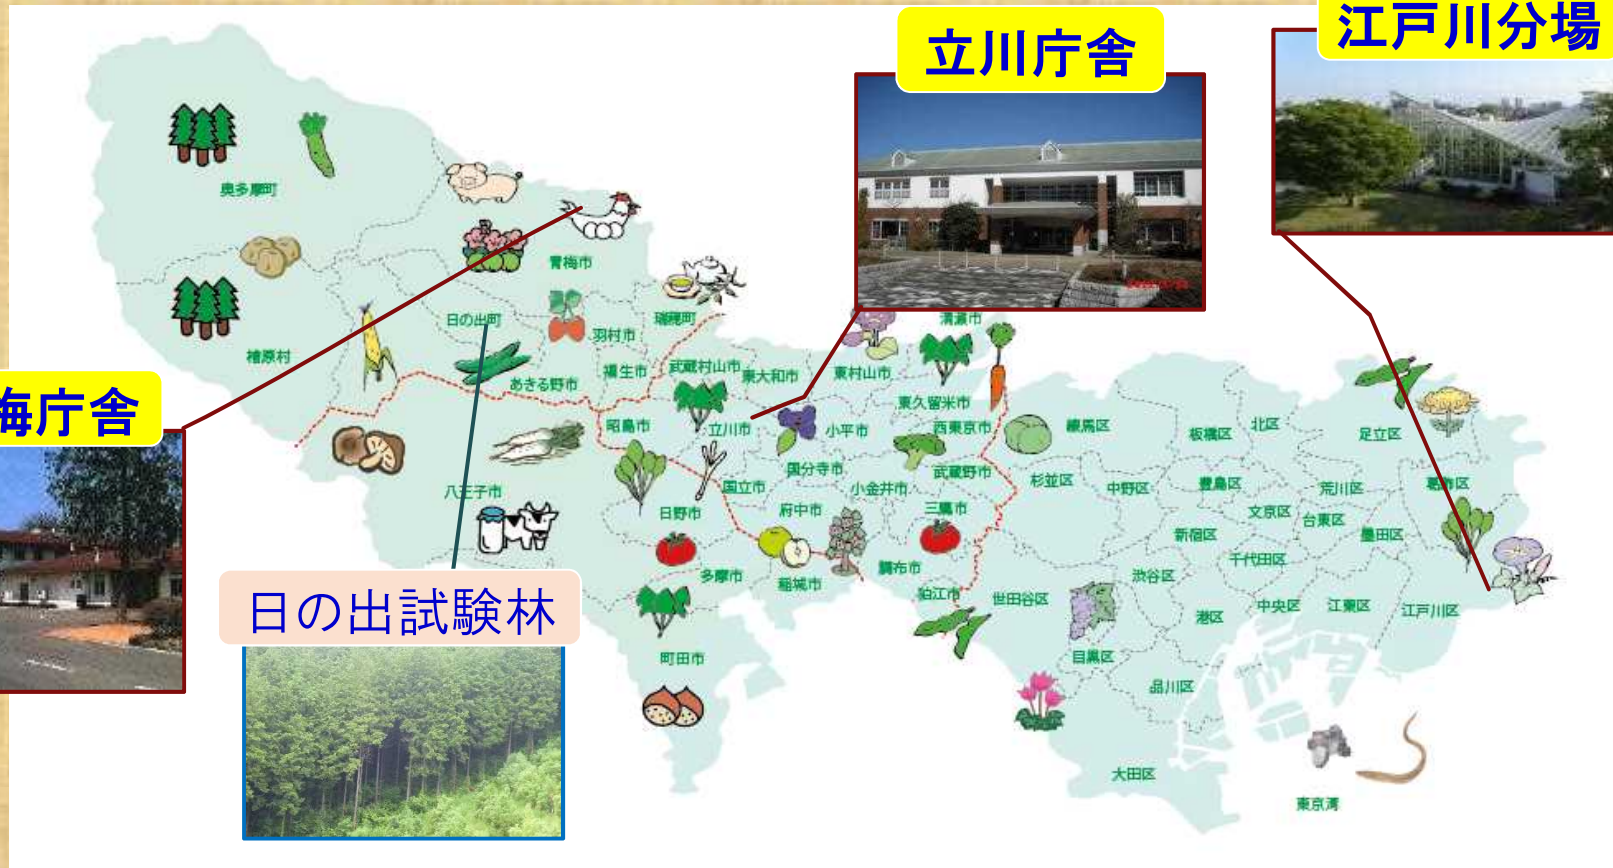 立川庁舎
江戸川分場
奥多摩町
青梅市
日の出町
羽村市
瑞穂町
清瀬市
檜原村
あきる野市
福生市
武蔵村山市
東大和市
東村山市
東久留米市
海庁舎
昭島市
立川市
小平市
西東京市
練馬区
板橋区
北区
足立区
八王子市
国立市
国分寺市
小金井市
武蔵野市
杉並区
中野区
豊島区
荒川区
葛飾区
日野市
府中市
三鷹市
新宿区
文京区
台東区
墨田区
多摩市
稲城市
調布市
狛江市
世田谷区
渋谷区
千代田区
港区
中央区
江東区
江戸川区
日の出試験林
町田市
目黒区
品川区
大田区
東京湾